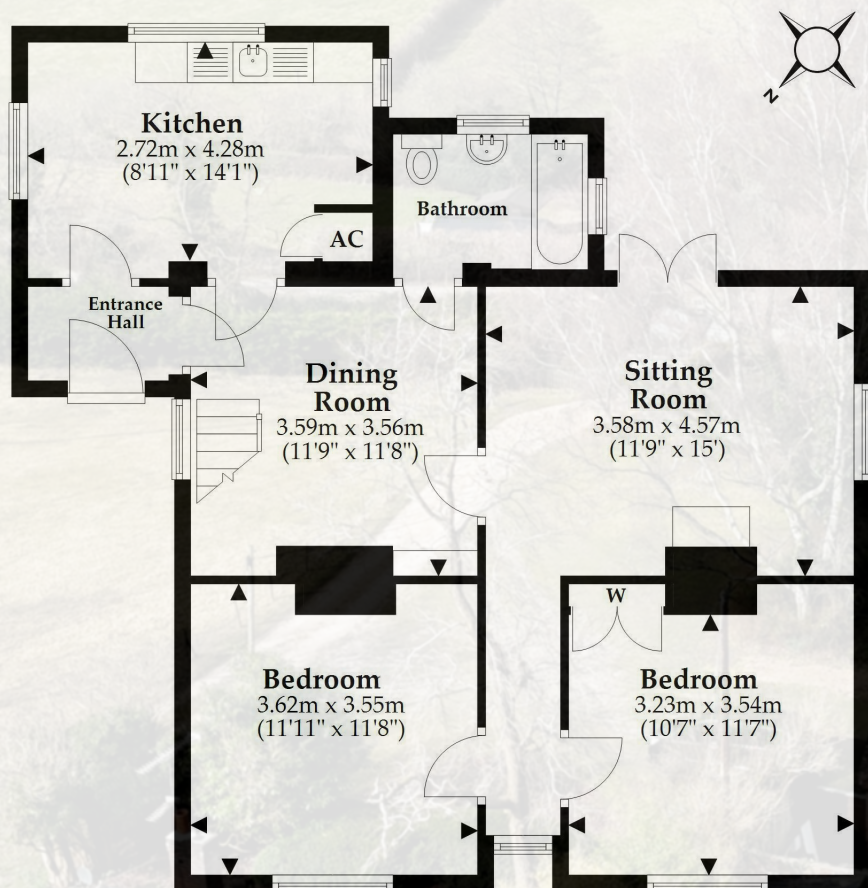 N
Kitchen
2.72m x 4.28m
(8'11" x 14'1")
Bathroom
AC
Entrance
Hall
Dining
Room
3.59m x 3.56m
(11'9" x 11'8")
Sitting
Room
3.58m x 4.57m
(11'9" x 15')
W
Bedroom
3.62m x 3.55m
(11'11" x 11'8")
Bedroom
3.23m x 3.54m
(10'7" x 11'7")